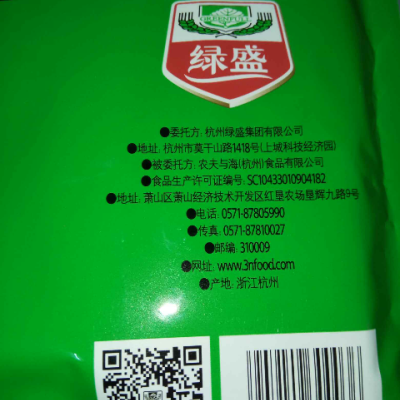 GREENFULL
绿盛
●委托方: 杭州绿盛集团有限公司
●地址: 杭州市莫干山路1418号(上城科技经济园)
●被委托方: 农夫与海(杭州)食品有限公司
●食品生产许可证编号: SC10433010904182
●地址: 萧山区萧山经济技术开发区红垦农场垦辉九路9号
●电话: 0571-87805990
●传真: 0571-87810027
●邮编: 310009
●网址: www.3nfood.com
●产地: 浙江杭州